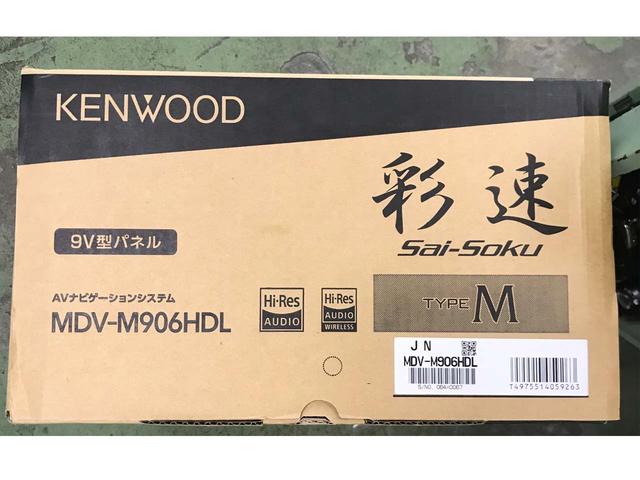 KENWOOD
彩速
Sai-Soku
9V型パネル
AVナビゲーションシステム
MDV-M906HDL
Hi-Res
AUDIO
Hi-Res
AUDIO
WIRELESS
TYPE M
JN
MDV-M906HDL
T4975514059263